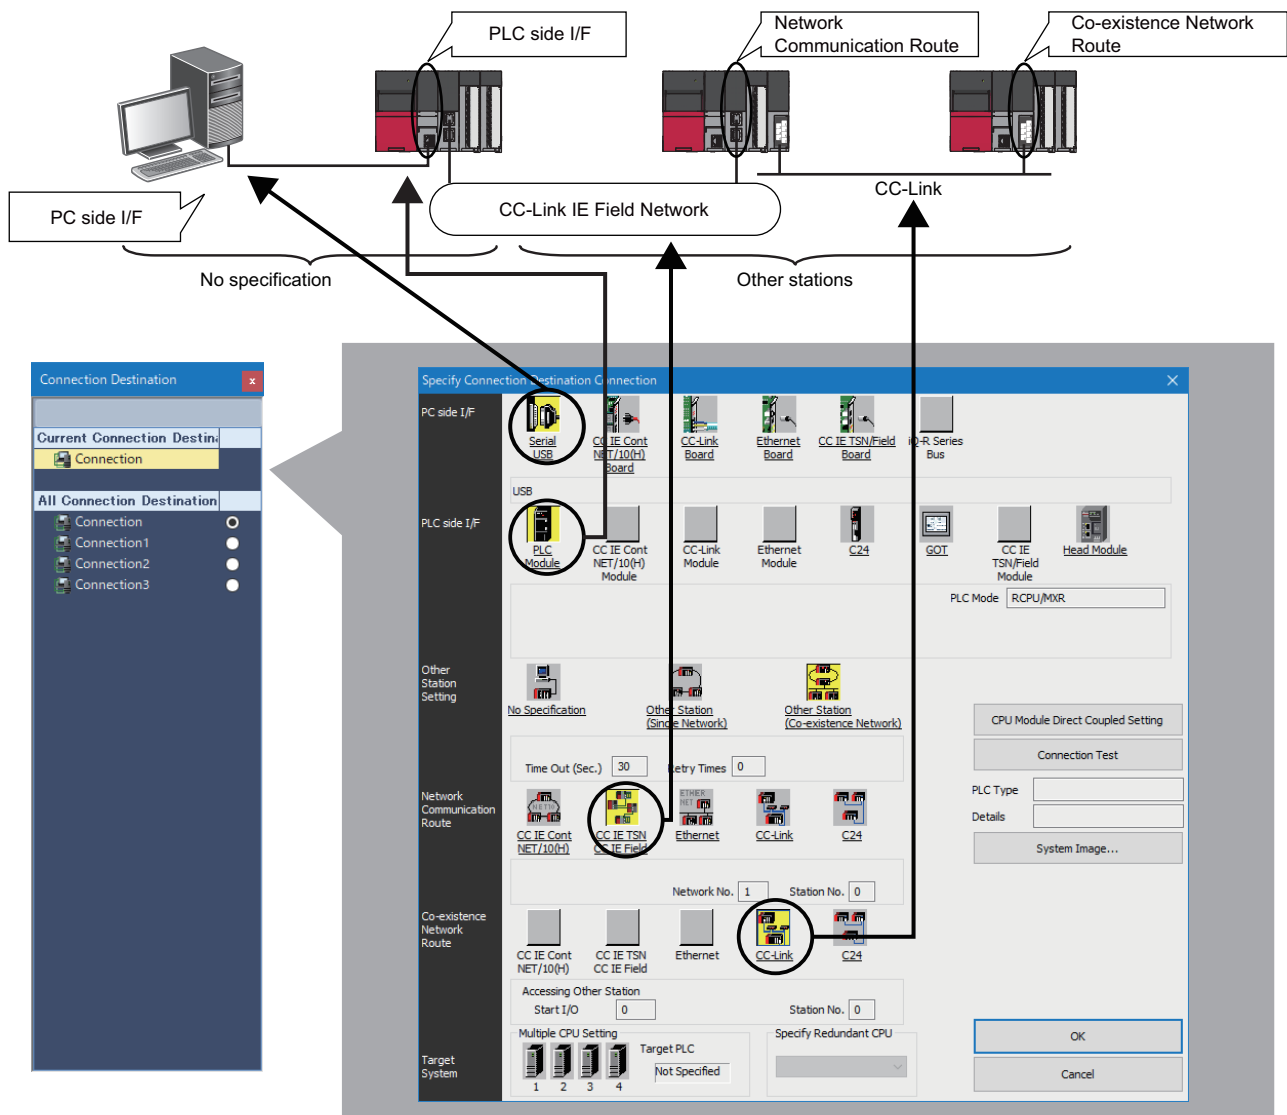 PLC side I/F
Network
Communication Route
Co-existence Network
Route
PC side I/F
CC-Link IE Field Network
CC-Link
No specification
Other stations
Connection Destination
x
Current Connection Destina
Connection
All Connection Destination
Connection
Connection1
Connection2
Connection3
Specify Connection Destination Connection
PC side I/F
Serial
USB
CC IE Cont
NET/10(H)
Board
CC-Link
Board
Ethernet
Board
CC IE TSN/Field
Board
iQ-R Series
Bus
USB
PLC side I/F
PLC
Module
CC IE Cont
NET/10(H)
Module
CC-Link
Module
Ethernet
Module
C24
GOT
CC IE
TSN/Field
Module
Head Module
PLC Mode RCPU/MXR
Other
Station
Setting
No Specification
Other Station
(Single Network)
Other Station
(Co-existence Network)
CPU Module Direct Coupled Setting
Connection Test
Time Out (Sec.) 30 Retry Times 0
PLC Type
Details
System Image...
Network
Communication
Route
NET10
CC IE Cont
NET/10(H)
CC IE TSN
CC IE Field
ETHER
NET
Ethernet
CC-Link
C24
Network No. 1 Station No. 0
Co-existence
Network
Route
CC IE Cont
NET/10(H)
CC IE TSN
CC IE Field
Ethernet
CC-Link
C24
Accessing Other Station
Start I/O 0 Station No. 0
Multiple CPU Setting
Specify Redundant CPU
Target
System
1 2 3 4
Target PLC
Not Specified
OK
Cancel